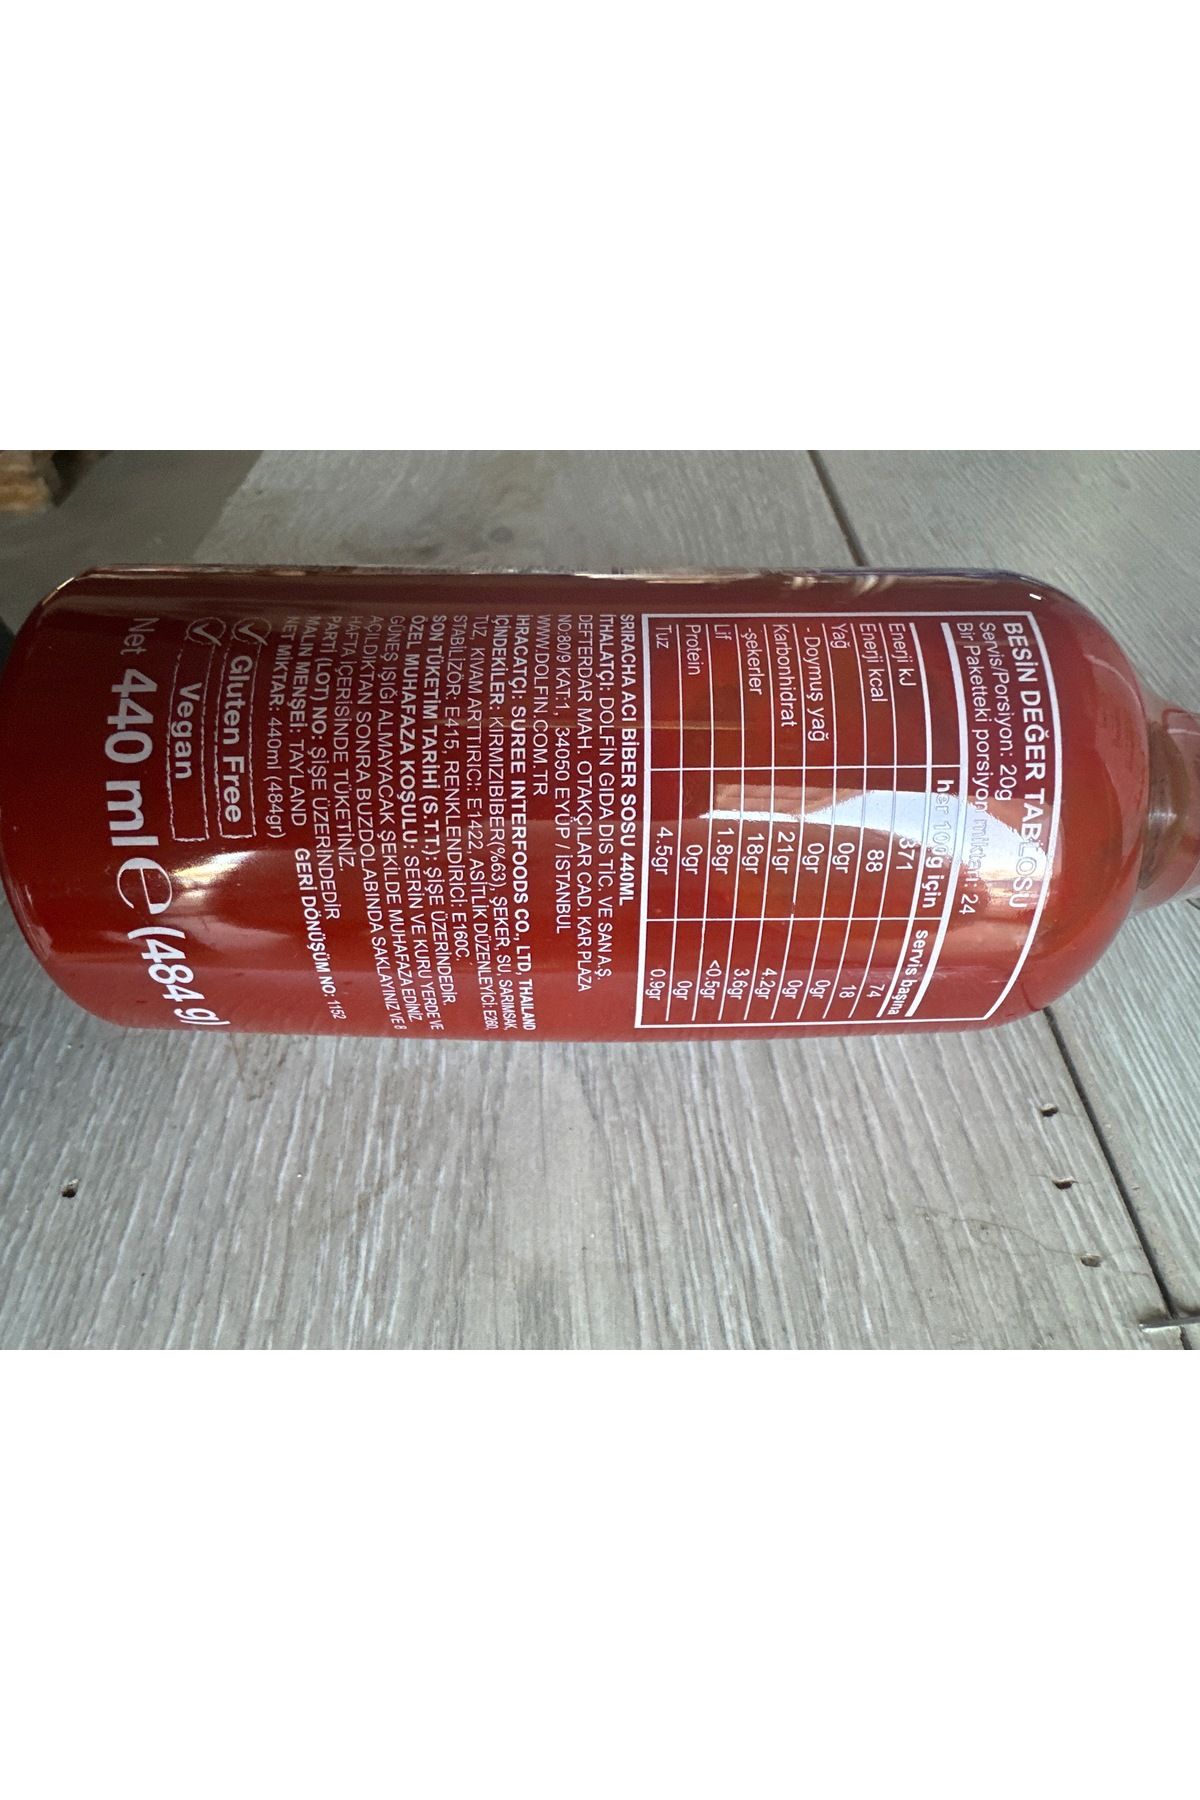 BESİN DEĞER TABLOSU
Servis/Porsiyon: 20g
Bir Paketteki porsiyon miktarı: 24
her 100g için servis başına
Enerji kJ 371 74
Enerji kcal 88 18
Yağ 0gr 0gr
- Doymuş yağ 0gr 0gr
Karbonhidrat 21gr 4.2gr
-şekerler 18gr 3.6gr
Lif 1.8gr <0.5gr
Protein 0gr 0gr
Tuz 4.5gr 0.9gr
SRIRACHA ACI BİBER SOSU 440ML
İTHALATÇI: DOLFİN GIDA DIS TİC. VE SAN A.Ş.
DEFTERDAR MAH. OTAKÇILAR CAD. KAR PLAZA
NO:80/9 KAT:1, 34050 EYÜP / İSTANBUL
WWW.DOLFIN.COM.TR
İHRACATÇI: SUREE INTERFOODS CO., LTD, THAILAND
İÇİNDEKİLER: KIRMIZIBİBER(%63), ŞEKER, SU, SARIMSAK,
TUZ, KIVAM ARTTIRICI: E1422, ASİTLİK DÜZENLEYİCİ: E260,
STABİLİZÖR: E415, RENKLENDİRİCİ: E160C.
SON TÜKETİM TARİHİ (S.T.T.): ŞİŞE ÜZERİNDEDİR.
ÖZEL MUHAFAZA KOŞULU: SERİN VE KURU YERDE VE
GÜNEŞ IŞIĞI ALMAYACAK ŞEKİLDE MUHAFAZA EDİNİZ.
AÇILDIKTAN SONRA BUZDOLABINDA SAKLAYINIZ VE 8
HAFTA İÇERİSİNDE TÜKETİNİZ.
PARTİ (LOT) NO: ŞİŞE ÜZERİNDEDİR
MALIN MENŞEİ: TAYLAND GERİ DÖNÜŞÜM NO: 1152
NET MİKTAR: 440ml (484gr)
Gluten Free
Vegan
Net 440 ml e (484 g)